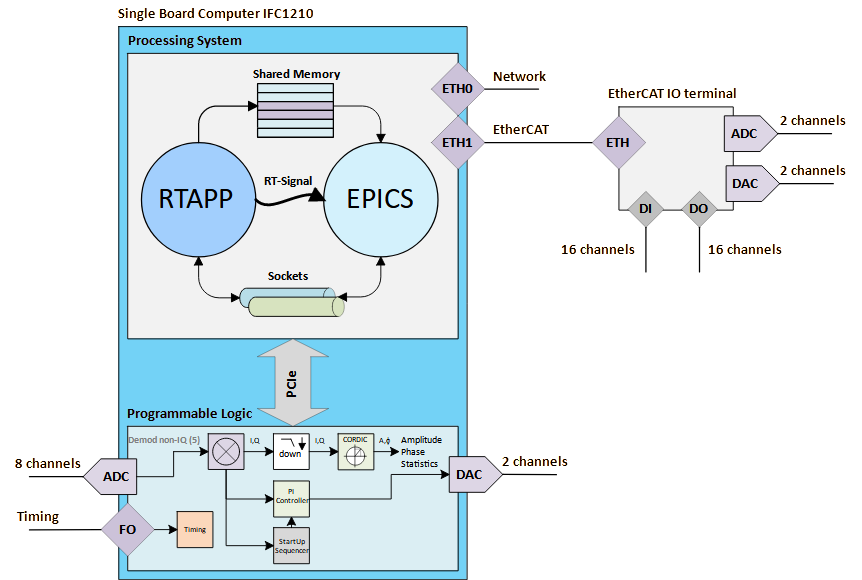 Single Board Computer IFC1210
Processing System
Shared Memory
RTAPP
RT-Signal
EPICS
Sockets
ETH0
Network
ETH1
EtherCAT
EtherCAT IO terminal
ETH
ADC
2 channels
DAC
2 channels
DI
DO
16 channels
16 channels
PCIe
Programmable Logic
Demod non-IQ (5)
I,Q
down
I,Q
CORDIC
A,ϕ
Amplitude
Phase
Statistics
8 channels
ADC
PI
Controller
DAC
2 channels
Timing
FO
Timing
StartUp
Sequencer